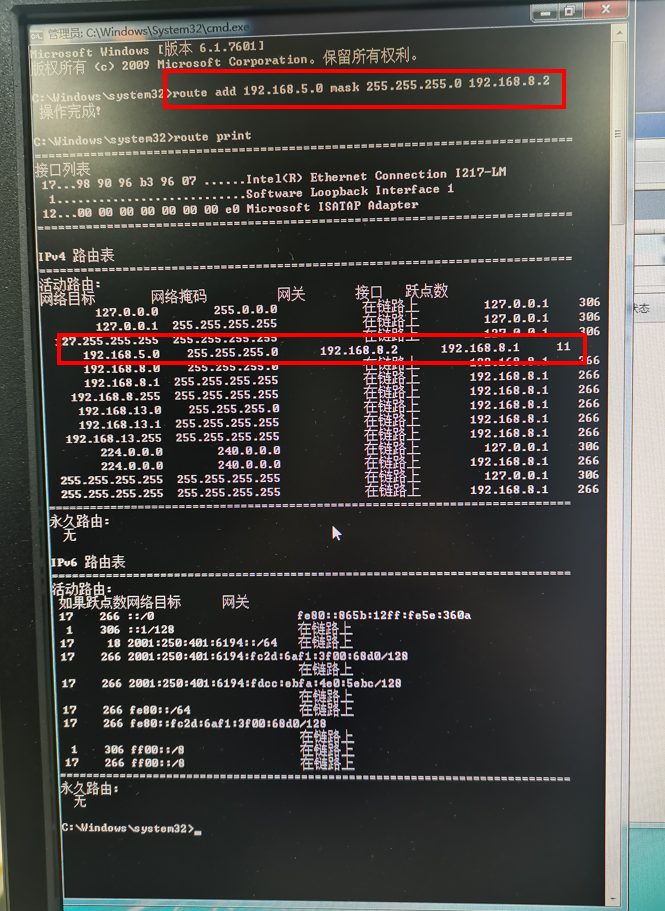 管理员: C:\Windows\System32\cmd.exe
Microsoft Windows [版本 6.1.7601]
版权所有 (c) 2009 Microsoft Corporation。保留所有权利。
C:\Windows\system32>route add 192.168.5.0 mask 255.255.255.0 192.168.8.2
操作完成!
C:\Windows\system32>route print
===========================================================================
接口列表
17...98 90 96 b3 96 07 ......Intel(R) Ethernet Connection I217-LM
1...........................Software Loopback Interface 1
12...00 00 00 00 00 00 00 e0 Microsoft ISATAP Adapter
===========================================================================
IPv4 路由表
===========================================================================
活动路由:
网络目标 网络掩码 网关 接口 跃点数
127.0.0.0 255.0.0.0 在链路上 127.0.0.1 306
127.0.0.1 255.255.255.255 在链路上 127.0.0.1 306
27.255.255.255 255.255.255.255 在链路上 127.0.0.1 306
192.168.5.0 255.255.255.0 192.168.8.2 192.168.8.1 11
192.168.8.0 255.255.255.0 在链路上 192.168.8.1 266
192.168.8.1 255.255.255.255 在链路上 192.168.8.1 266
192.168.8.255 255.255.255.255 在链路上 192.168.8.1 266
192.168.13.0 255.255.255.0 在链路上 192.168.8.1 266
192.168.13.1 255.255.255.255 在链路上 192.168.8.1 266
192.168.13.255 255.255.255.255 在链路上 192.168.8.1 266
224.0.0.0 240.0.0.0 在链路上 127.0.0.1 306
224.0.0.0 240.0.0.0 在链路上 192.168.8.1 266
255.255.255.255 255.255.255.255 在链路上 127.0.0.1 306
255.255.255.255 255.255.255.255 在链路上 192.168.8.1 266
===========================================================================
永久路由:
无
IPv6 路由表
===========================================================================
活动路由:
如果跃点数网络目标 网关
17 266 ::/0 fe80::865b:12ff:fe5e:360a
1 306 ::1/128 在链路上
17 18 2001:250:401:6194::/64 在链路上
17 266 2001:250:401:6194:fc2d:6af1:3f00:68d0/128
在链路上
17 266 2001:250:401:6194:fdcc:ebfa:4e0:5ebc/128
在链路上
17 266 fe80::/64 在链路上
17 266 fe80::fc2d:6af1:3f00:68d0/128
在链路上
1 306 ff00::/8 在链路上
17 266 ff00::/8 在链路上
===========================================================================
永久路由:
无
C:\Windows\system32>_